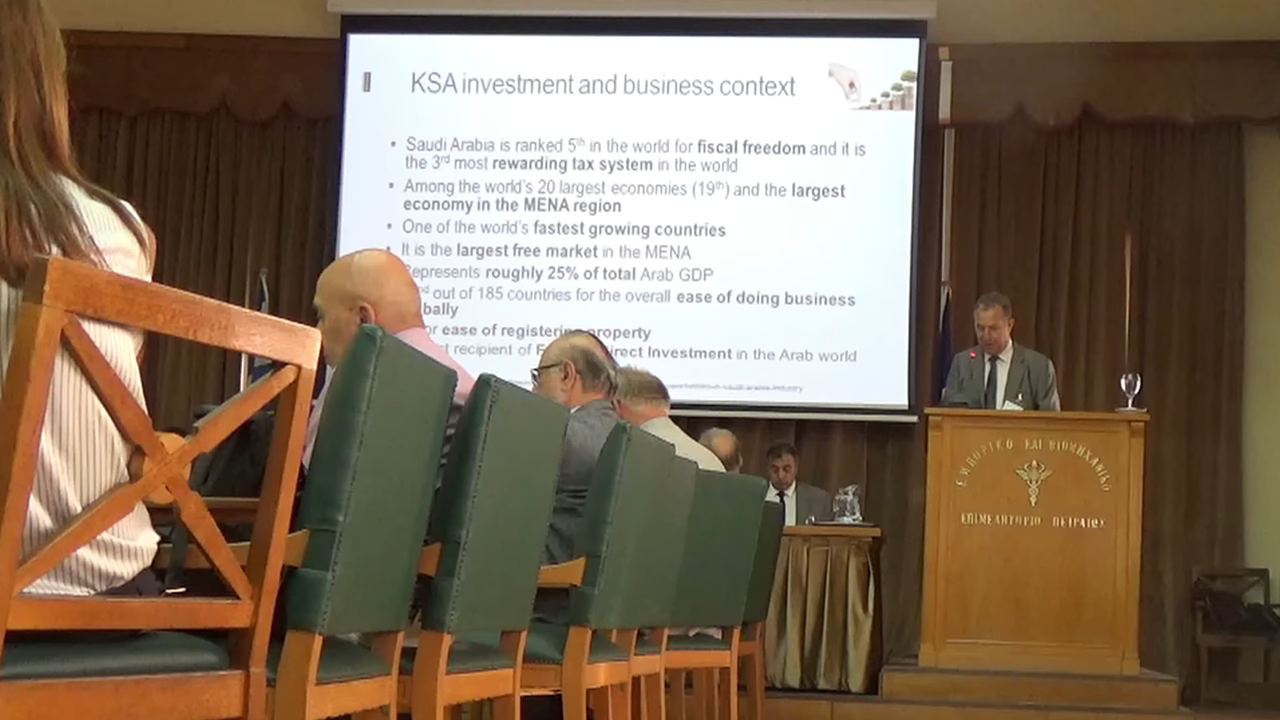 KSA investment and business context
Saudi Arabia is ranked 5th in the world for fiscal freedom and it is
the 3rd most rewarding tax system in the world
Among the world's 20 largest economies (19th) and the largest
economy in the MENA region
One of the world's fastest growing countries
It is the largest free market in the MENA
epresents roughly 25% of total Arab GDP
nd out of 185 countries for the overall ease of doing business
bally
or ease of registering property
t recipient of F irect Investment in the Arab world
ΕΜΠΟΡΙΚΟ ΚΑΙ ΒΙΟΜΗΧΑΝΙΚΟ
ΕΠΙΜΕΛΗΤΗΡΙΟ ΠΕΙΡΑΙΩΣ